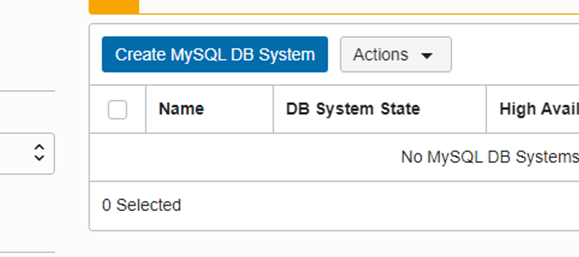 Create MySQL DB System Actions
Name DB System State High Avail
No MySQL DB Systems
0 Selected